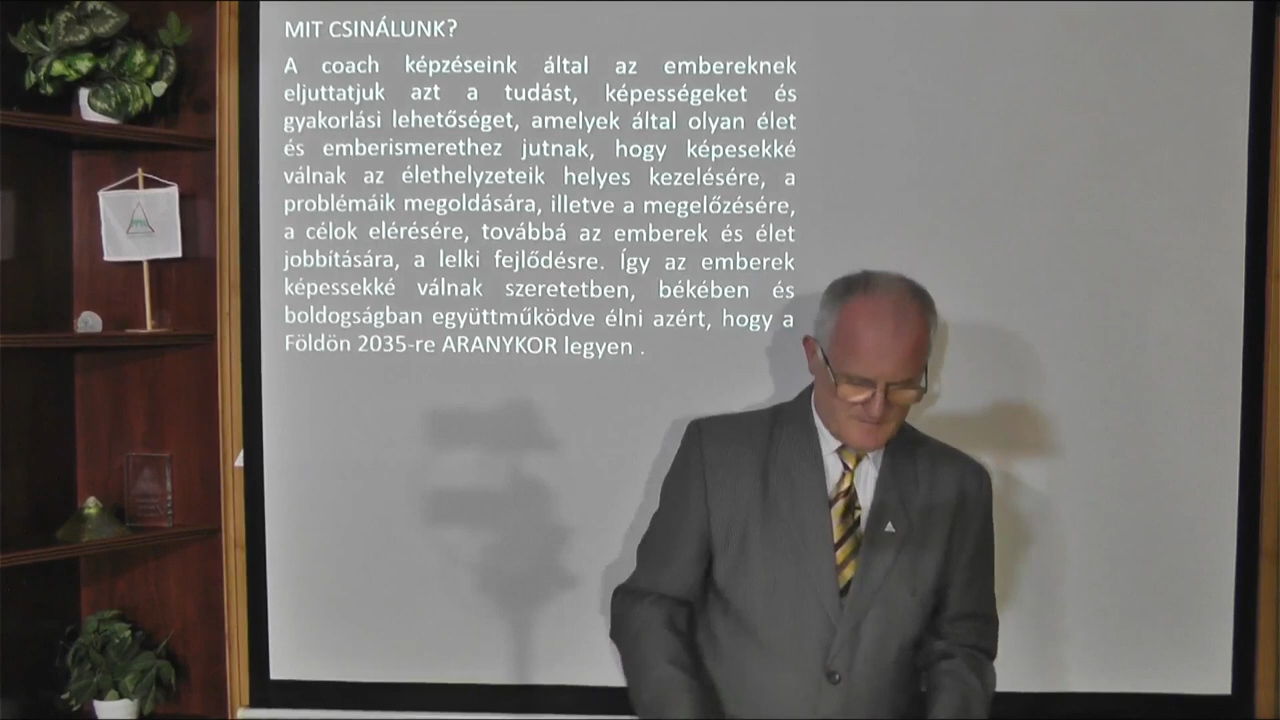 MIT CSINÁLUNK?
A coach képzéseink által az embereknek
eljuttatjuk azt a tudást, képességeket és
gyakorlási lehetőséget, amelyek által olyan élet
és emberismerethez jutnak, hogy képesekké
válnak az élethelyzeteik helyes kezelésére, a
problémáik megoldására, illetve a megelőzésére,
a célok elérésére, továbbá az emberek és élet
jobbítására, a lelki fejlődésre. Így az emberek
képessekké válnak szeretetben, békében és
boldogságban együttműködve élni azért, hogy a
Földön 2035-re ARANYKOR legyen .